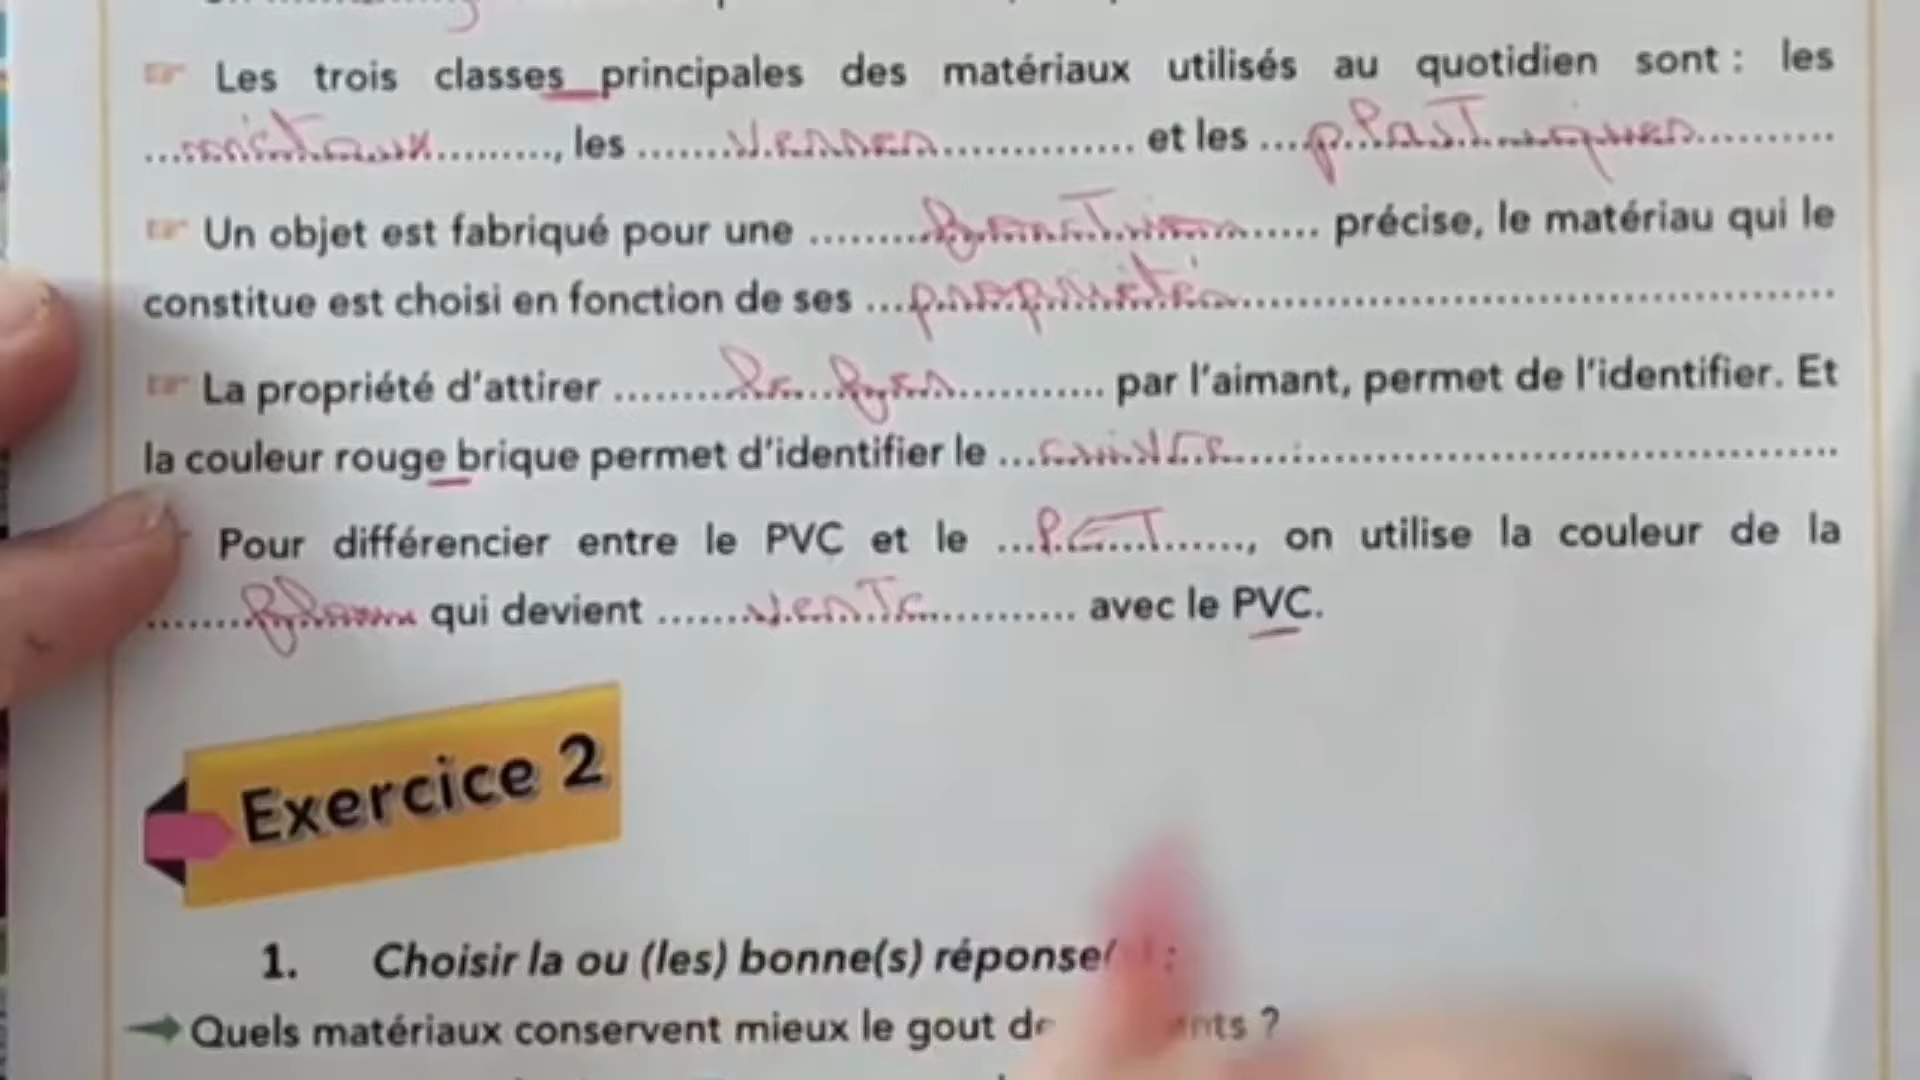 Les trois classes principales des matériaux utilisés au quotidien sont : les
...métaux..........., les .......verres................ et les ....plastiques..........
Un objet est fabriqué pour une .........fonction...... précise, le matériau qui le
constitue est choisi en fonction de ses ...propriétés........................................
La propriété d'attirer ........le fer........... par l'aimant, permet de l'identifier. Et
la couleur rouge brique permet d'identifier le ...cuivre........................................
Pour différencier entre le PVC et le ...PET......., on utilise la couleur de la
.......flamme qui devient ......verte............ avec le PVC.
Exercice 2
1. Choisir la ou (les) bonne(s) réponse( :
Quels matériaux conservent mieux le gout ?